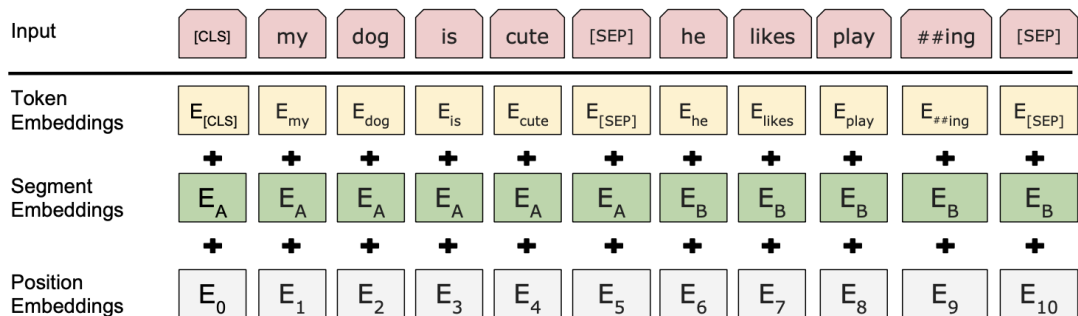 Input [CLS] my dog is cute [SEP] he likes play ##ing [SEP]
Token Embeddings E[CLS] Emy Edog Eis Ecute E[SEP] Ehe Elikes Eplay E##ing E[SEP]
+ + + + + + + + + + +
Segment Embeddings EA EA EA EA EA EA EB EB EB EB EB
+ + + + + + + + + + +
Position Embeddings E0 E1 E2 E3 E4 E5 E6 E7 E8 E9 E10